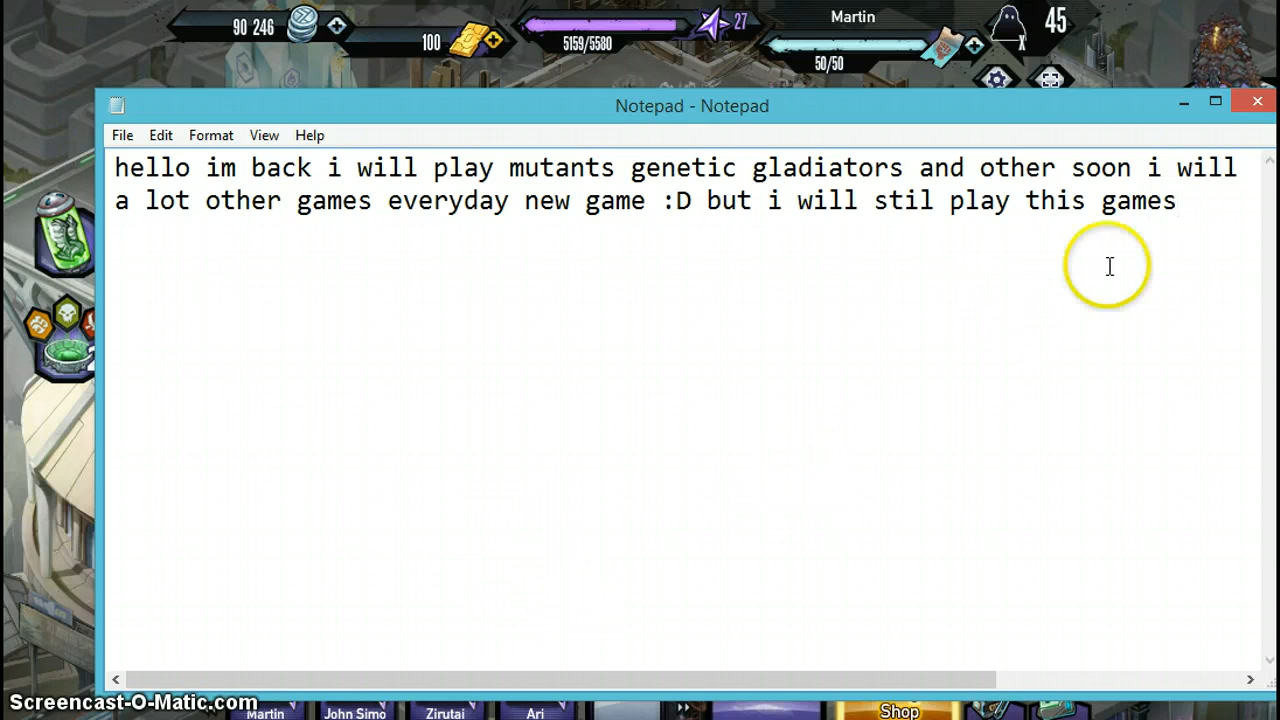 90 246
100
5159/5580
27
Martin
50/50
45
X
Notepad - Notepad
File Edit Format View Help
hello im back i will play mutants genetic gladiators and other soon i will
a lot other games everyday new game :D but i will stil play this games
Screencast-O-Matic.com
Martin
John Simo
Zirutai
Ari
Shop